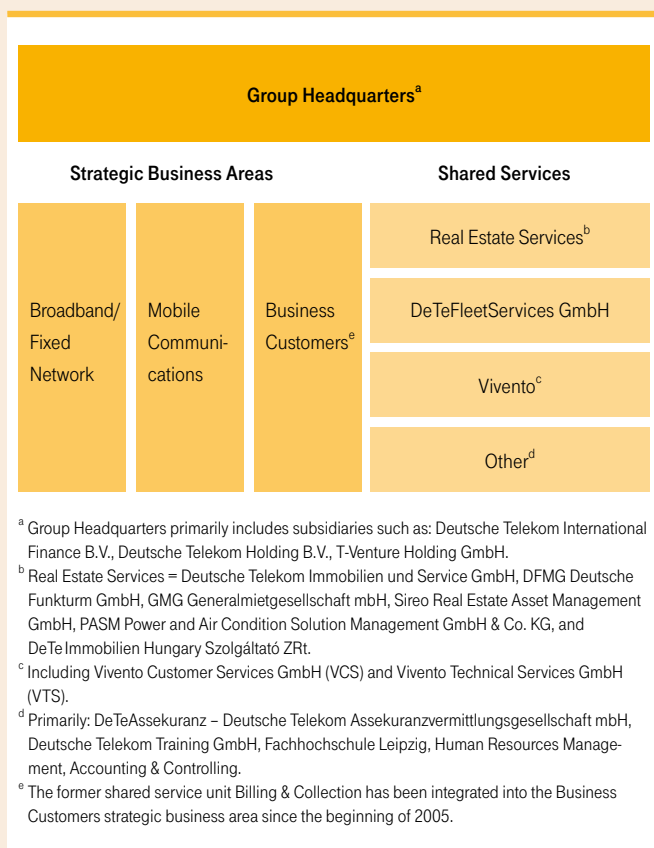 Group Headquartersᵃ
Strategic Business Areas
Shared Services
Broadband/
Fixed
Network
Mobile
Communi-
cations
Business
Customersᵉ
Real Estate Servicesᵇ
DeTeFleetServices GmbH
Viventoᶜ
Otherᵈ
ᵃ Group Headquarters primarily includes subsidiaries such as: Deutsche Telekom International
Finance B.V., Deutsche Telekom Holding B.V., T-Venture Holding GmbH.
ᵇ Real Estate Services = Deutsche Telekom Immobilien und Service GmbH, DFMG Deutsche
Funkturm GmbH, GMG Generalmietgesellschaft mbH, Sireo Real Estate Asset Management
GmbH, PASM Power and Air Condition Solution Management GmbH & Co. KG, and
DeTe Immobilien Hungary Szolgáltató ZRt.
ᶜ Including Vivento Customer Services GmbH (VCS) and Vivento Technical Services GmbH
(VTS).
ᵈ Primarily: DeTeAssekuranz – Deutsche Telekom Assekuranzvermittlungsgesellschaft mbH,
Deutsche Telekom Training GmbH, Fachhochschule Leipzig, Human Resources Manage-
ment, Accounting & Controlling.
ᵉ The former shared service unit Billing & Collection has been integrated into the Business
Customers strategic business area since the beginning of 2005.